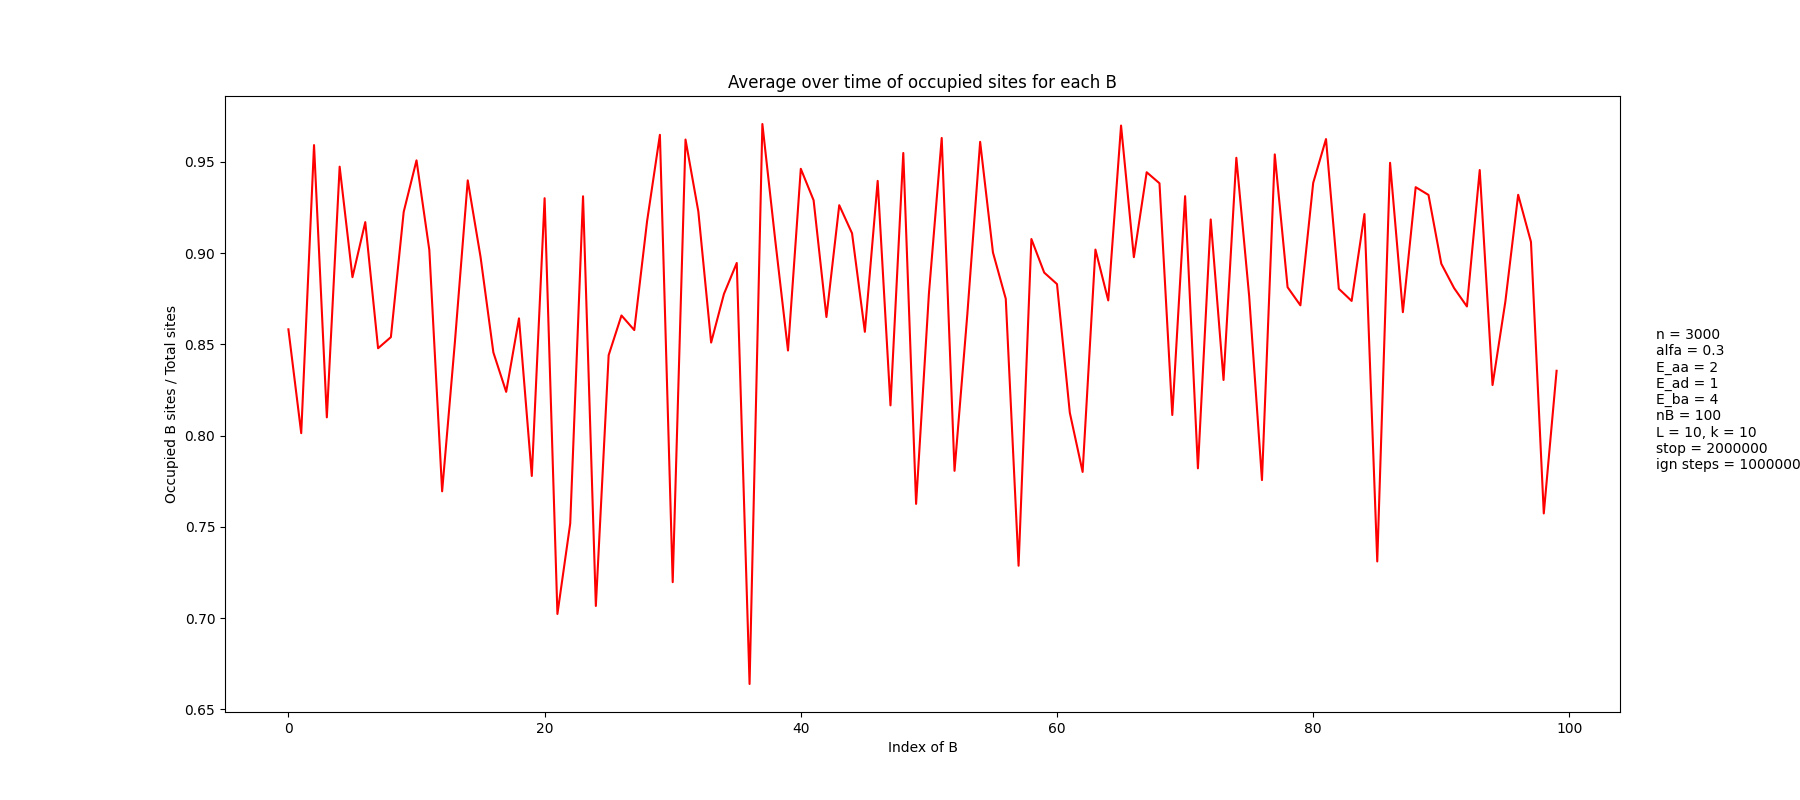 Average over time of occupied sites for each B
Occupied B sites / Total sites
0.95
0.90
0.85
0.80
0.75
0.70
0.65
0
20
40
60
80
100
Index of B
n = 3000
alfa = 0.3
E_aa = 2
E_ad = 1
E_ba = 4
nB = 100
L = 10, k = 10
stop = 2000000
ign steps = 1000000